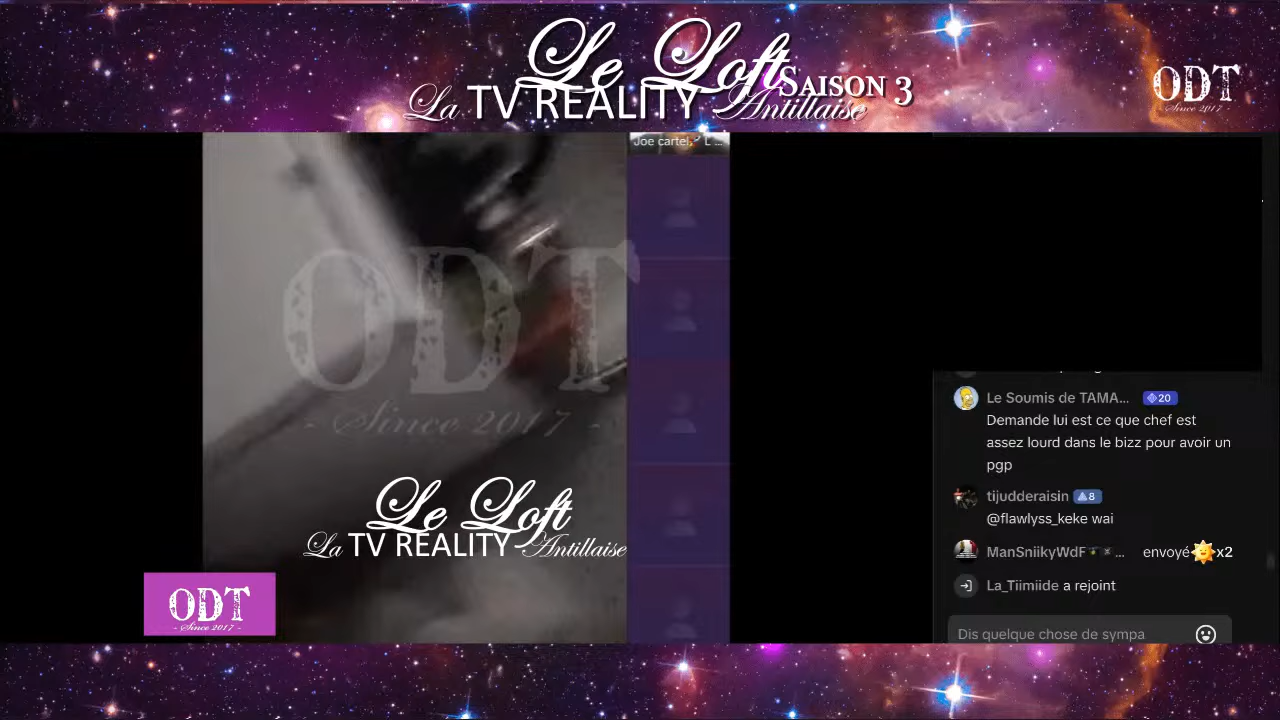 Le Loft
SAISON 3
La TV REALITY Antillaise
ODT
Since 2017
Joe cartel L ...
ODT
- Since 2017 -
Le Loft
La TV REALITY Antillaise
ODT
- Since 2017 -
Le Soumis de TAMA... 20
Demande lui est ce que chef est
assez lourd dans le bizz pour avoir un
pgp
tijudderaisin 8
@flawlyss_keke wai
ManSniikyWdF ... envoyé x2
La_Tiimiide a rejoint
Dis quelque chose de sympa